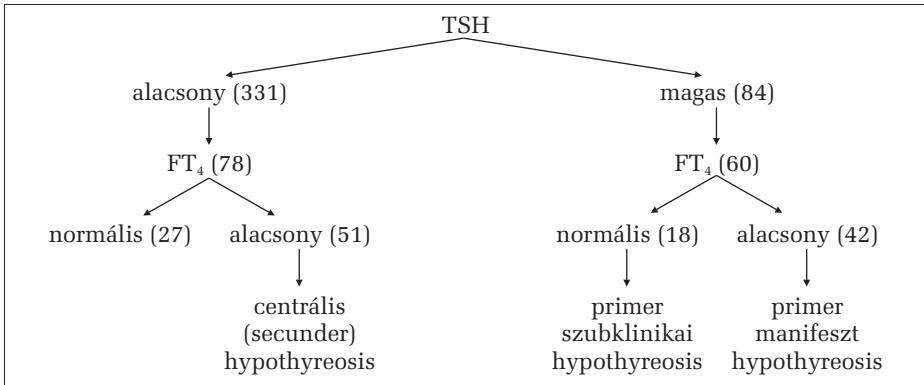 TSH
alacsony (331) magas (84)
FT₄ (78) FT₄ (60)
normális (27) alacsony (51) normális (18) alacsony (42)
centrális primer primer
(secunder) szubklinikai manifeszt
hypothyreosis hypothyreosis hypothyreosis